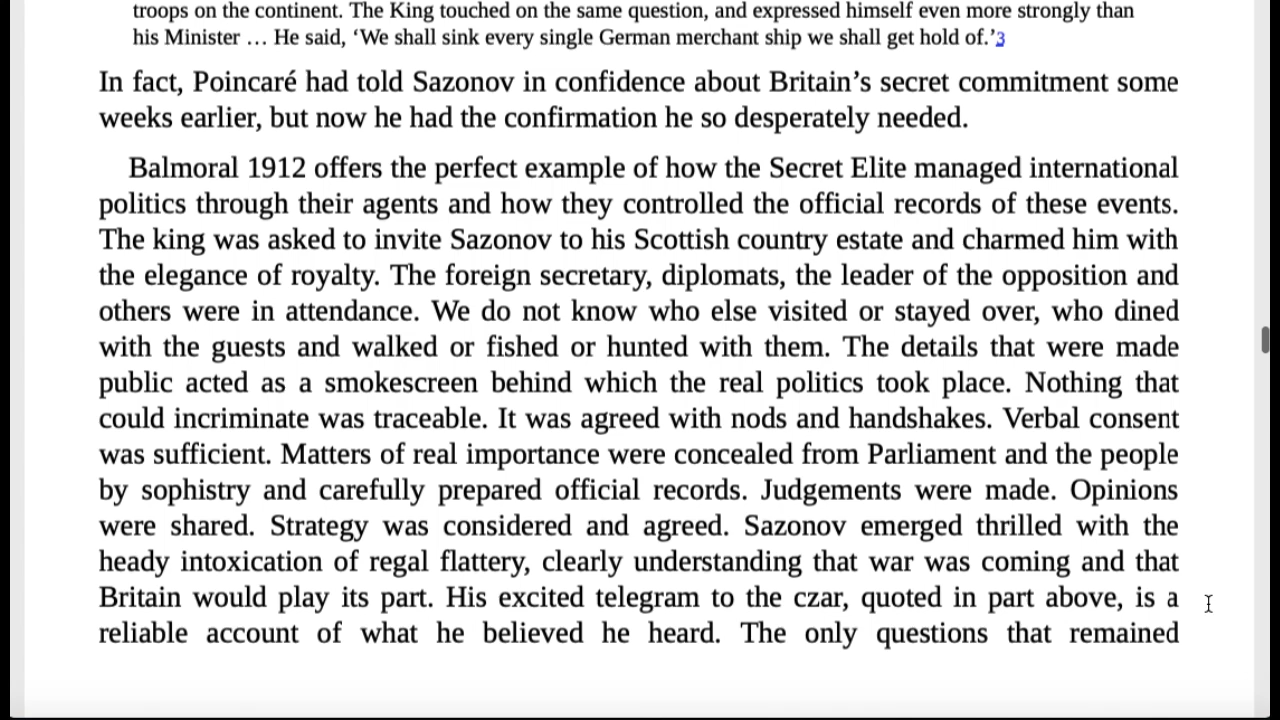 troops on the continent. The King touched on the same question, and expressed himself even more strongly than
his Minister … He said, ‘We shall sink every single German merchant ship we shall get hold of.’3
In fact, Poincaré had told Sazonov in confidence about Britain’s secret commitment some
weeks earlier, but now he had the confirmation he so desperately needed.
Balmoral 1912 offers the perfect example of how the Secret Elite managed international
politics through their agents and how they controlled the official records of these events.
The king was asked to invite Sazonov to his Scottish country estate and charmed him with
the elegance of royalty. The foreign secretary, diplomats, the leader of the opposition and
others were in attendance. We do not know who else visited or stayed over, who dined
with the guests and walked or fished or hunted with them. The details that were made
public acted as a smokescreen behind which the real politics took place. Nothing that
could incriminate was traceable. It was agreed with nods and handshakes. Verbal consent
was sufficient. Matters of real importance were concealed from Parliament and the people
by sophistry and carefully prepared official records. Judgements were made. Opinions
were shared. Strategy was considered and agreed. Sazonov emerged thrilled with the
heady intoxication of regal flattery, clearly understanding that war was coming and that
Britain would play its part. His excited telegram to the czar, quoted in part above, is a
reliable account of what he believed he heard. The only questions that remained